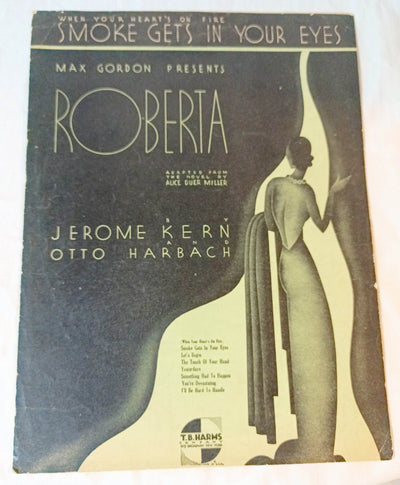 WHEN YOUR HEART'S ON FIRE
SMOKE GETS IN YOUR EYES
MAX GORDON PRESENTS
ROBERTA
ADAPTED FROM
THE NOVEL BY
ALICE DUER MILLER
BY
JEROME KERN
AND
OTTO HARBACH
When Your Heart's On Fire
Smoke Gets In Your Eyes
Let's Begin
The Touch Of Your Hand
Yesterdays
Something Had To Happen
You're Devastating
I'll Be Hard To Handle
T. B. HARMS
COMPANY
NEW YORK